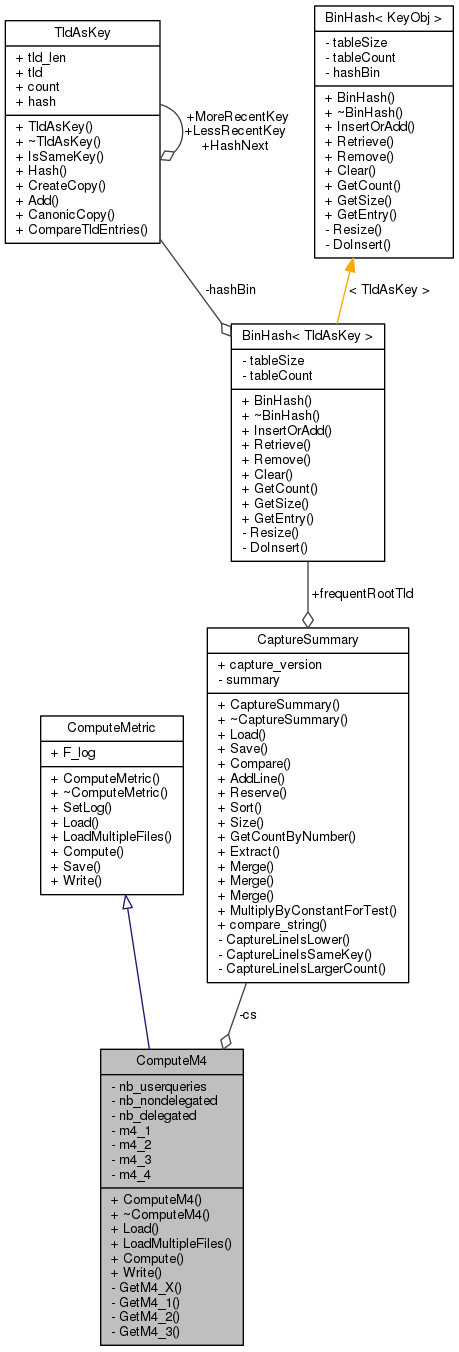 TldAsKey
+ tld_len
+ tld
+ count
+ hash
+ TldAsKey()
+ ~TldAsKey()
+ IsSameKey()
+ Hash()
+ CreateCopy()
+ Add()
+ CanonicCopy()
+ CompareTldEntries()
+MoreRecentKey
+LessRecentKey
+HashNext
BinHash< KeyObj >
- tableSize
- tableCount
- hashBin
+ BinHash()
+ ~BinHash()
+ InsertOrAdd()
+ Retrieve()
+ Remove()
+ Clear()
+ GetCount()
+ GetSize()
+ GetEntry()
- Resize()
- DoInsert()
-hashBin
< TldAsKey >
BinHash< TldAsKey >
- tableSize
- tableCount
+ BinHash()
+ ~BinHash()
+ InsertOrAdd()
+ Retrieve()
+ Remove()
+ Clear()
+ GetCount()
+ GetSize()
+ GetEntry()
- Resize()
- DoInsert()
+frequentRootTld
CaptureSummary
+ capture_version
- summary
+ CaptureSummary()
+ ~CaptureSummary()
+ Load()
+ Save()
+ Compare()
+ AddLine()
+ Reserve()
+ Sort()
+ Size()
+ GetCountByNumber()
+ Extract()
+ Merge()
+ Merge()
+ Merge()
+ MultiplyByConstantForTest()
+ compare_string()
- CaptureLineIsLower()
- CaptureLineIsSameKey()
- CaptureLineIsLargerCount()
ComputeMetric
+ F_log
+ ComputeMetric()
+ ~ComputeMetric()
+ SetLog()
+ Load()
+ LoadMultipleFiles()
+ Compute()
+ Save()
+ Write()
-cs
ComputeM4
- nb_userqueries
- nb_nondelegated
- nb_delegated
- m4_1
- m4_2
- m4_3
- m4_4
+ ComputeM4()
+ ~ComputeM4()
+ Load()
+ LoadMultipleFiles()
+ Compute()
+ Write()
- GetM4_X()
- GetM4_1()
- GetM4_2()
- GetM4_3()